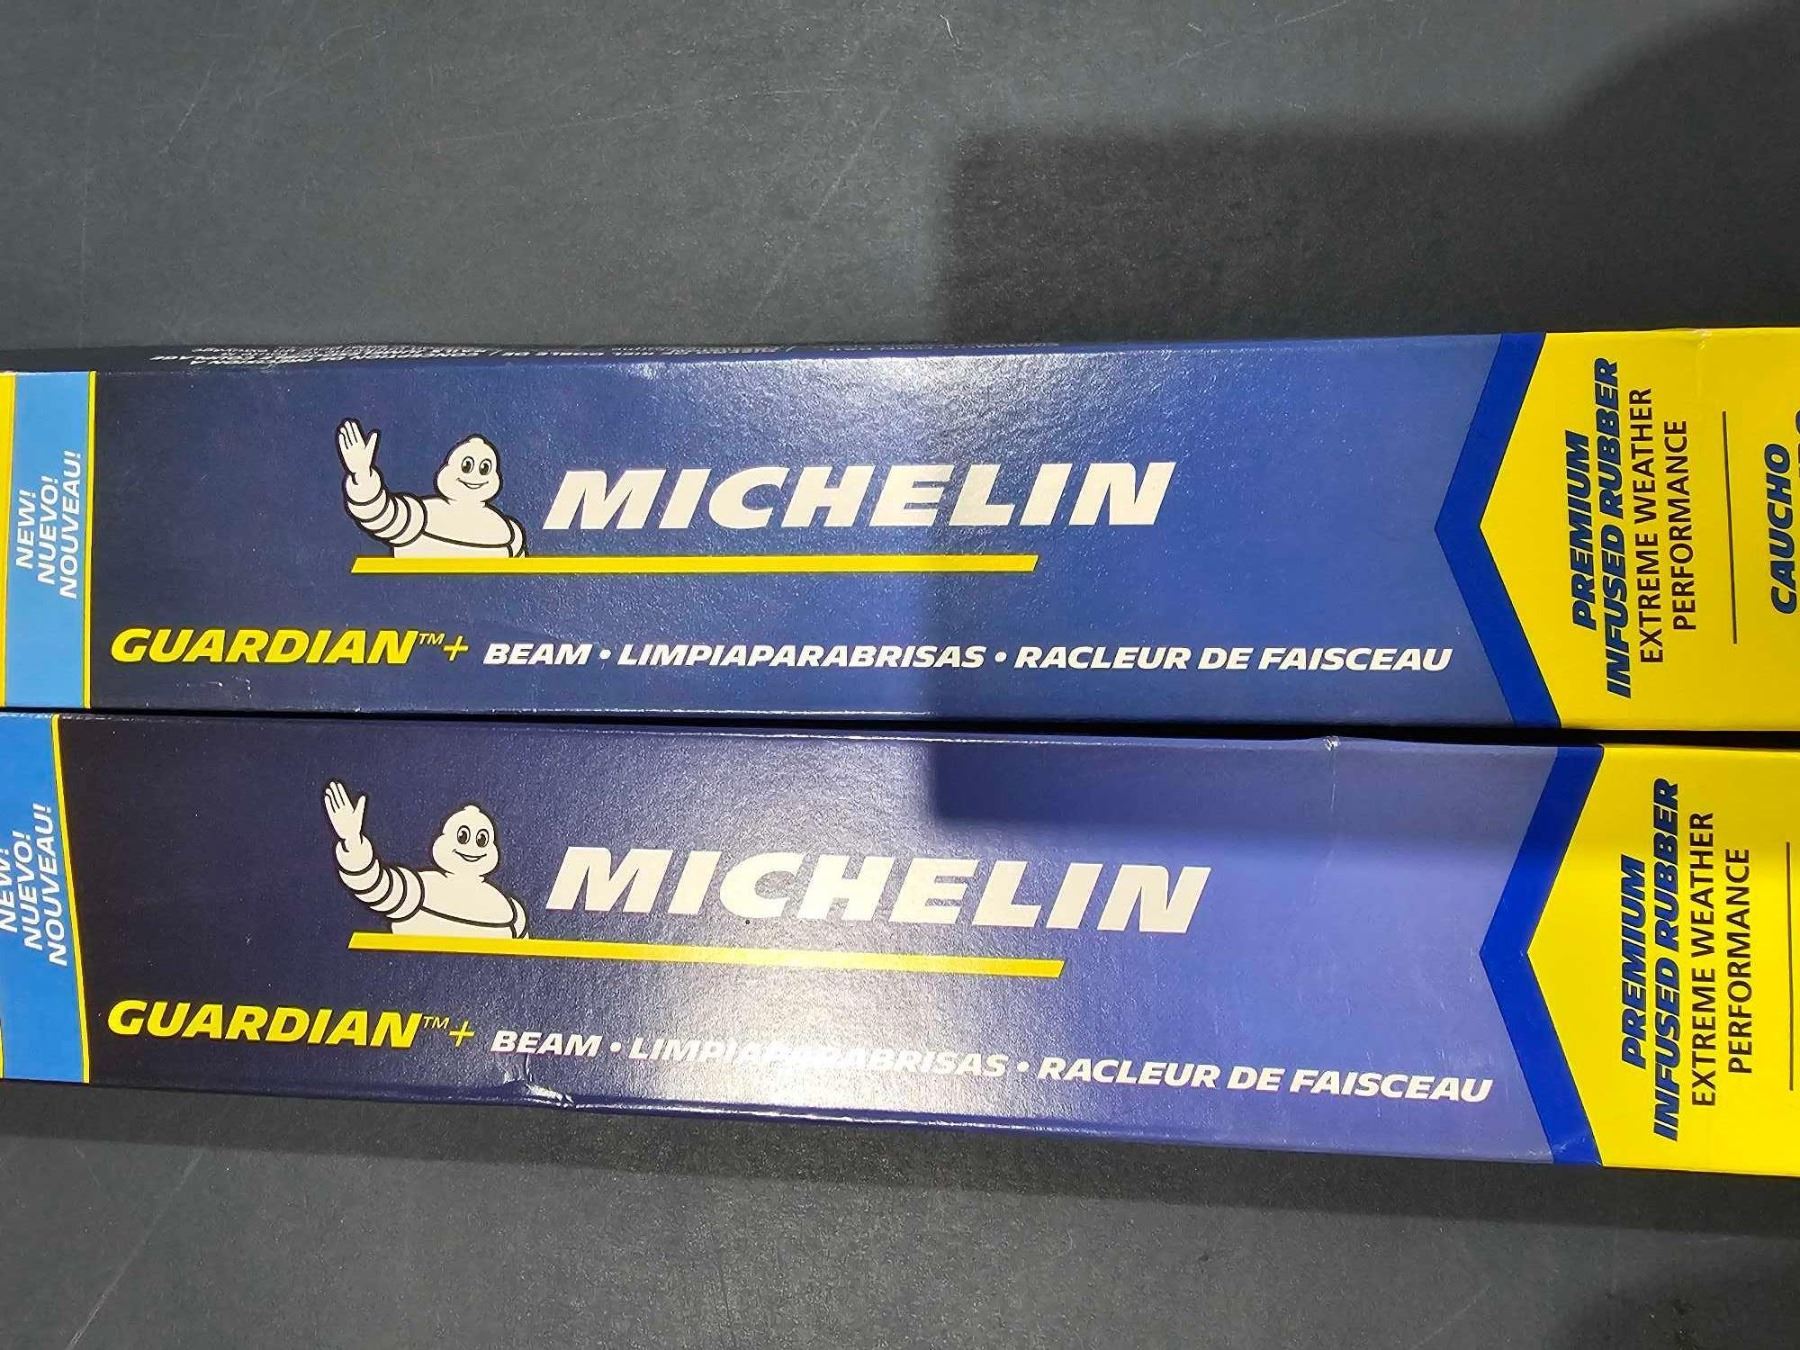 NEW!
NUEVO!
NOUVEAU!
MICHELIN
GUARDIAN™+ BEAM • LIMPIAPARABRISAS • RACLEUR DE FAISCEAU
PREMIUM
INFUSED RUBBER
EXTREME WEATHER
PERFORMANCE
CAUCHO
NEW!
NUEVO!
NOUVEAU!
MICHELIN
GUARDIAN™+ BEAM • LIMPIAPARABRISAS • RACLEUR DE FAISCEAU
PREMIUM
INFUSED RUBBER
EXTREME WEATHER
PERFORMANCE